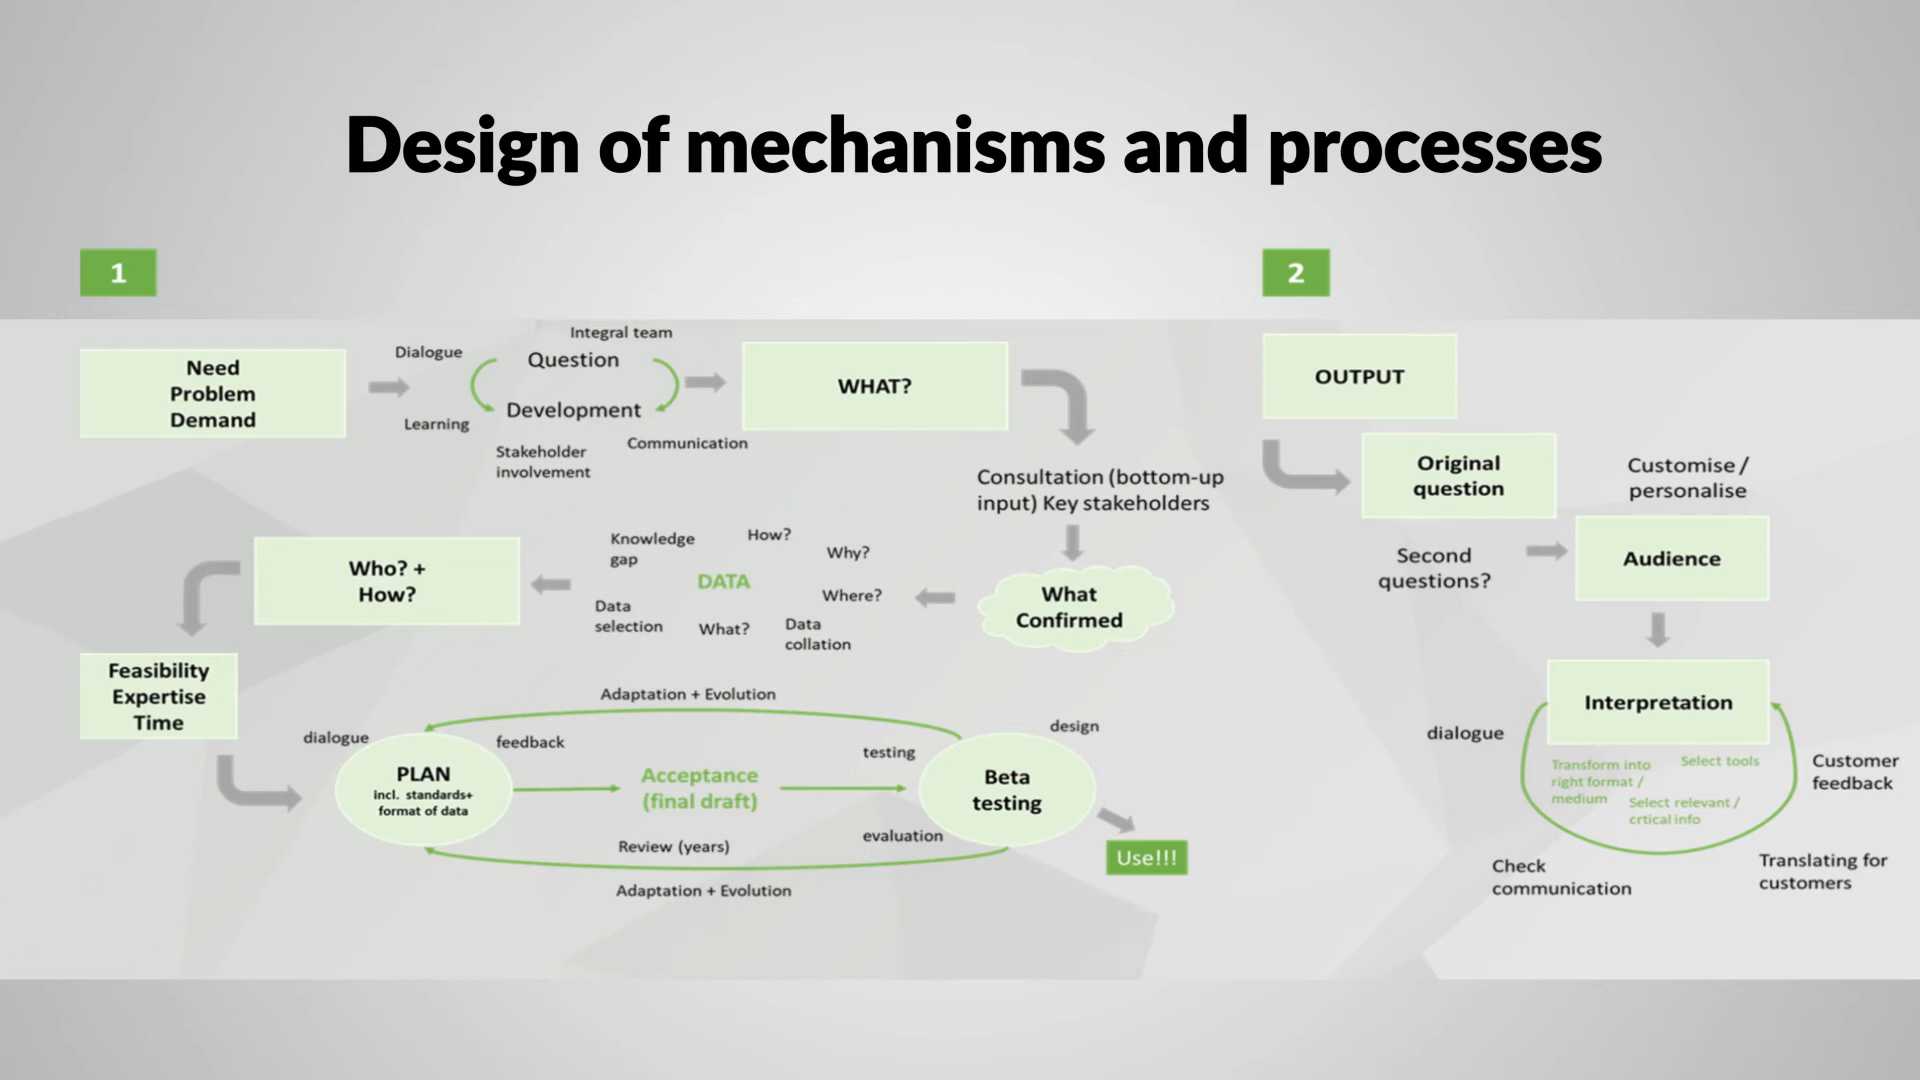 Design of mechanisms and processes
1
Need
Problem
Demand
Dialogue
Learning
Integral team
Question
Development
Stakeholder
involvement
Communication
WHAT?
Consultation (bottom-up
input) Key stakeholders
What
Confirmed
Knowledge
gap
How?
Why?
DATA
Where?
Data
selection
What?
Data
collation
Who? +
How?
Feasibility
Expertise
Time
Adaptation + Evolution
dialogue
feedback
PLAN
incl. standards+
format of data
Acceptance
(final draft)
testing
design
Beta
testing
evaluation
Review (years)
Adaptation + Evolution
Use!!!
2
OUTPUT
Original
question
Customise /
personalise
Second
questions?
Audience
Interpretation
dialogue
Transform into
right format /
medium
Select tools
Select relevant /
crtical info
Customer
feedback
Check
communication
Translating for
customers